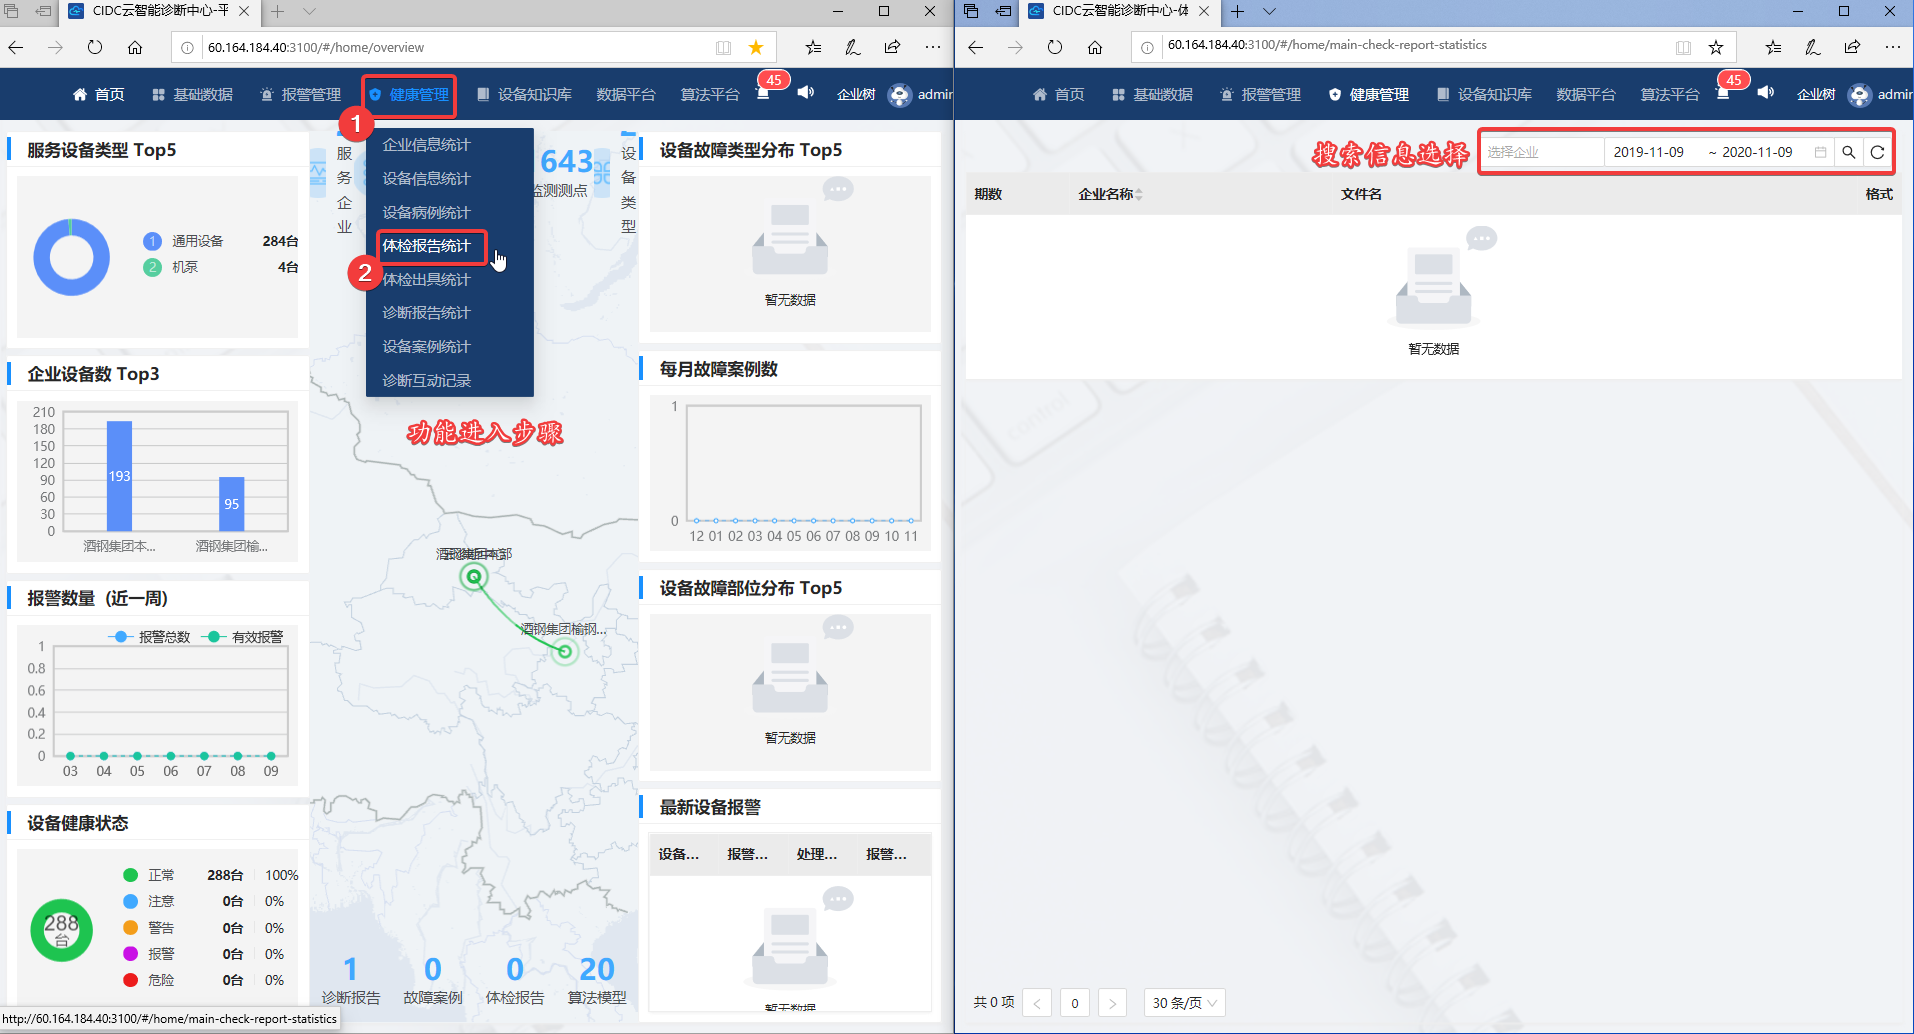 CIDC云智能诊断中心-平
60.164.184.40:3100/#/home/overview
首页
基础数据
报警管理
健康管理
设备知识库
数据平台
算法平台
45
企业树
admin
1
企业信息统计
设备信息统计
设备病例统计
体检报告统计
2
体检出具统计
诊断报告统计
设备案例统计
诊断互动记录
功能进入步骤
服务设备类型 Top5
1 通用设备 284台
2 机泵 4台
企业设备数 Top3
210
180
150
120
90
60
30
0
193
95
酒钢集团本...
酒钢集团榆...
报警数量（近一周）
报警总数
有效报警
1
0.8
0.6
0.4
0.2
0
03 04 05 06 07 08 09
设备健康状态
288
台
正常 288台 100%
注意 0台 0%
警告 0台 0%
报警 0台 0%
危险 0台 0%
http://60.164.184.40:3100/#/home/main-check-report-statistics
服务企业
643
监测测点
设备类型
酒钢集团榆钢...
1
诊断报告
0
故障案例
0
体检报告
20
算法模型
设备故障类型分布 Top5
暂无数据
每月故障案例数
1
0
12 01 02 03 04 05 06 07 08 09 10 11
设备故障部位分布 Top5
暂无数据
最新设备报警
设备... 报警... 处理... 报警...
暂无数据
CIDC云智能诊断中心-体
60.164.184.40:3100/#/home/main-check-report-statistics
首页
基础数据
报警管理
健康管理
设备知识库
数据平台
算法平台
45
企业树
admin
搜索信息选择
选择企业
2019-11-09 ~ 2020-11-09
期数 企业名称 文件名 格式
暂无数据
共 0 项 < 0 > 30 条/页